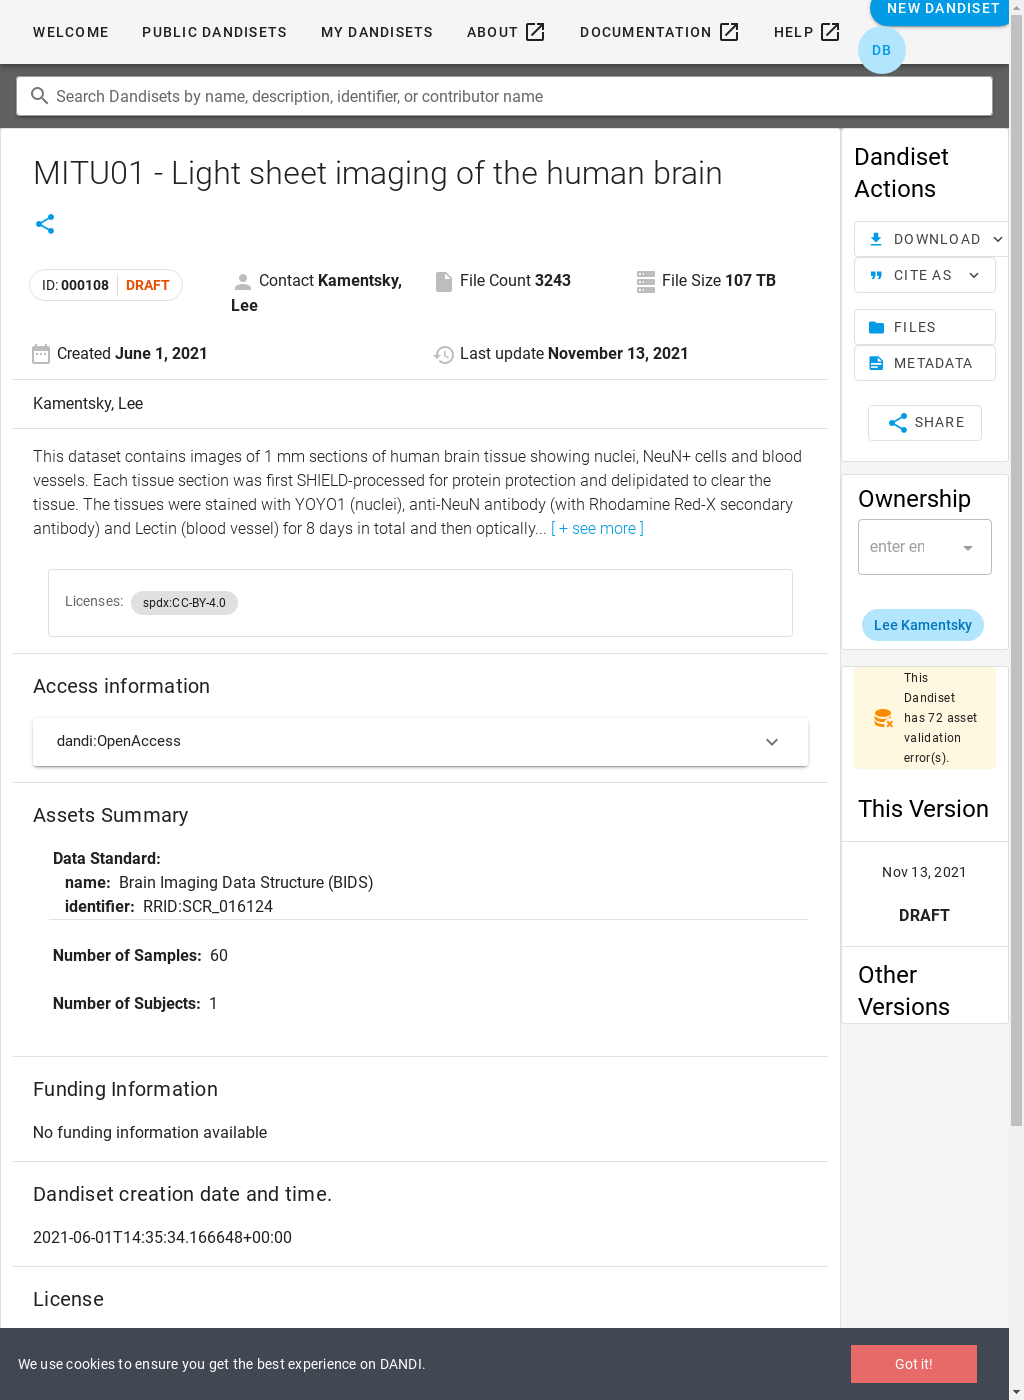 WELCOME PUBLIC DANDISETS MY DANDISETS ABOUT DOCUMENTATION HELP NEW DANDISET
DB
Search Dandisets by name, description, identifier, or contributor name
MITU01 - Light sheet imaging of the human brain
ID: 000108 DRAFT
Contact Kamentsky, Lee
File Count 3243
File Size 107 TB
Created June 1, 2021
Last update November 13, 2021
Kamentsky, Lee
This dataset contains images of 1 mm sections of human brain tissue showing nuclei, NeuN+ cells and blood
vessels. Each tissue section was first SHIELD-processed for protein protection and delipidated to clear the
tissue. The tissues were stained with YOYO1 (nuclei), anti-NeuN antibody (with Rhodamine Red-X secondary
antibody) and Lectin (blood vessel) for 8 days in total and then optically... [ + see more ]
Licenses: spdx:CC-BY-4.0
Access information
dandi:OpenAccess
Assets Summary
Data Standard:
name: Brain Imaging Data Structure (BIDS)
identifier: RRID:SCR_016124
Number of Samples: 60
Number of Subjects: 1
Funding Information
No funding information available
Dandiset creation date and time.
2021-06-01T14:35:34.166648+00:00
License
Dandiset
Actions
DOWNLOAD
CITE AS
FILES
METADATA
SHARE
Ownership
enter en
Lee Kamentsky
This
Dandiset
has 72 asset
validation
error(s).
This Version
Nov 13, 2021
DRAFT
Other
Versions
We use cookies to ensure you get the best experience on DANDI.
Got it!